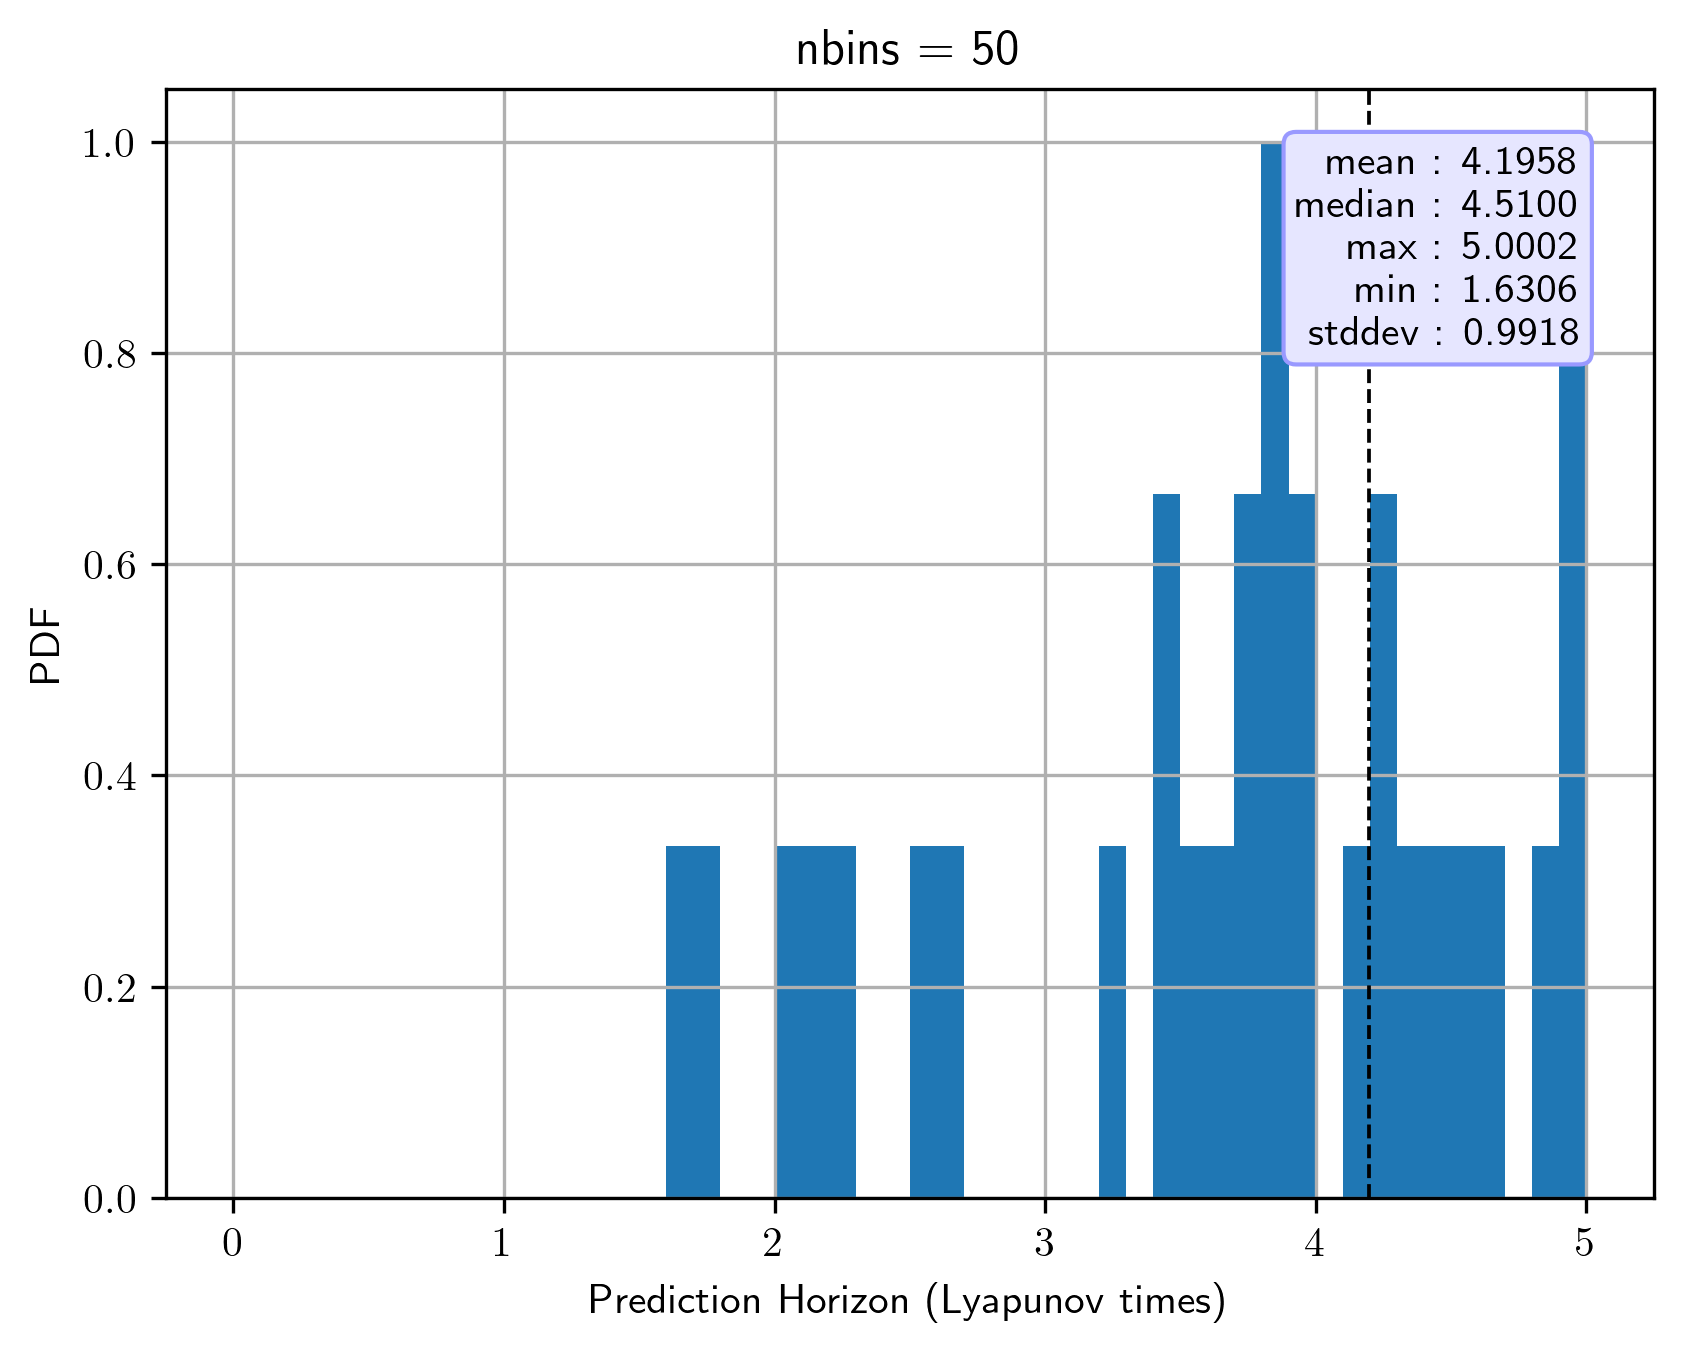 nbins = 50
1.0
0.8
0.6
0.4
0.2
0.0
PDF
mean : 4.1958
median : 4.5100
max : 5.0002
min : 1.6306
stddev : 0.9918
0 1 2 3 4 5
Prediction Horizon (Lyapunov times)